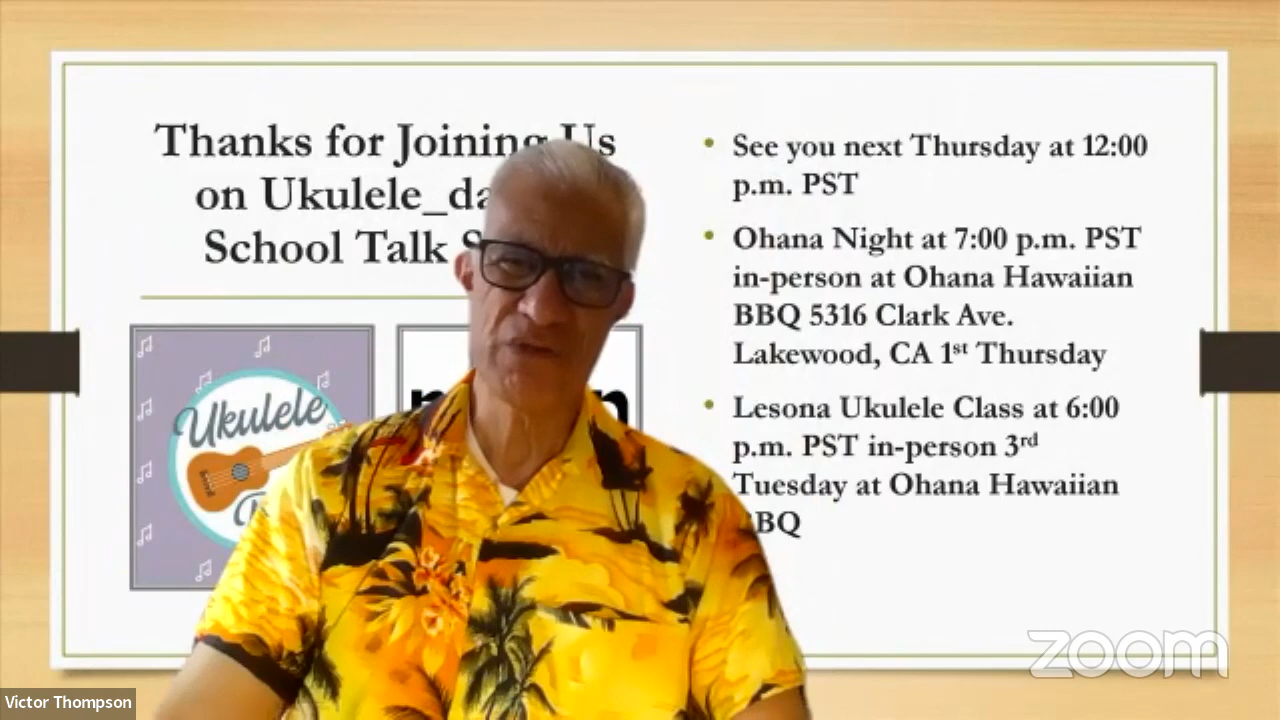 Thanks for Joining Us
on Ukulele_
School Talk
See you next Thursday at 12:00
p.m. PST
Ohana Night at 7:00 p.m. PST
in-person at Ohana Hawaiian
BBQ 5316 Clark Ave.
Lakewood, CA 1st Thursday
Lesona Ukulele Class at 6:00
p.m. PST in-person 3rd
Tuesday at Ohana Hawaiian
BQ
Ukulele
zoom
Victor Thompson